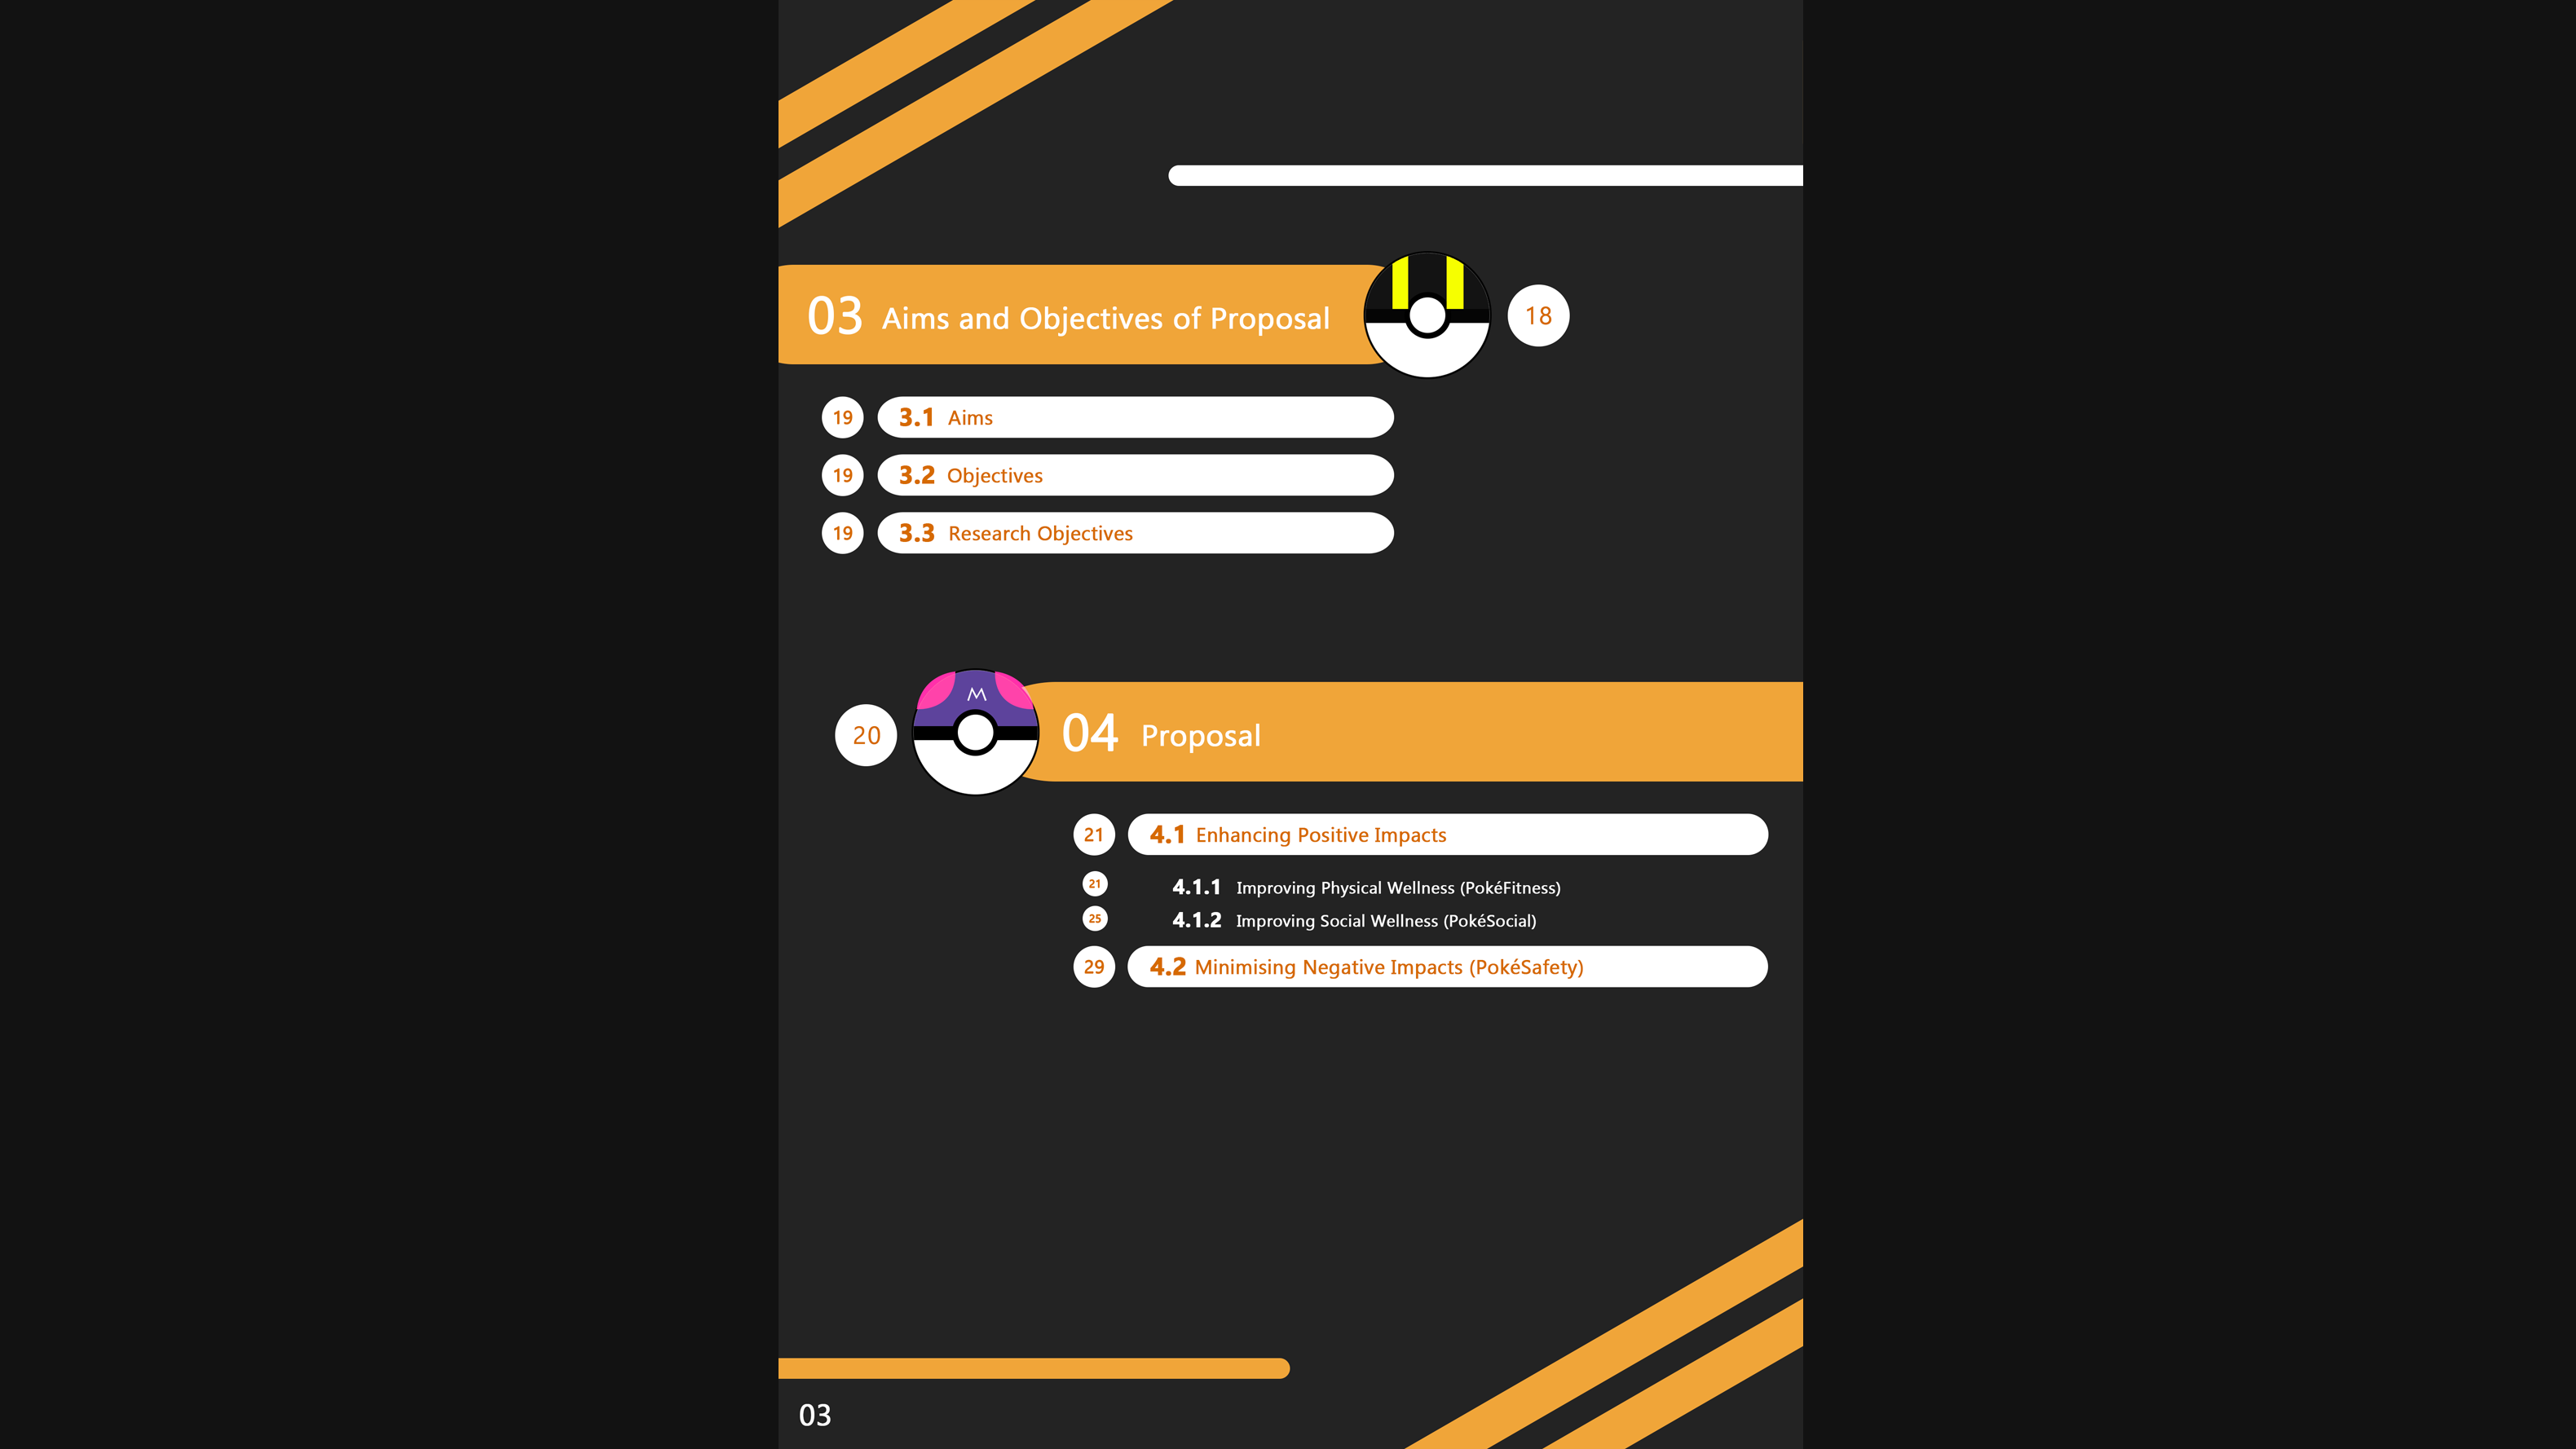 03 Aims and Objectives of Proposal 18
19 3.1 Aims
19 3.2 Objectives
19 3.3 Research Objectives
M
20 04 Proposal
21 4.1 Enhancing Positive Impacts
21 4.1.1 Improving Physical Wellness (PokéFitness)
25 4.1.2 Improving Social Wellness (PokéSocial)
29 4.2 Minimising Negative Impacts (PokéSafety)
03